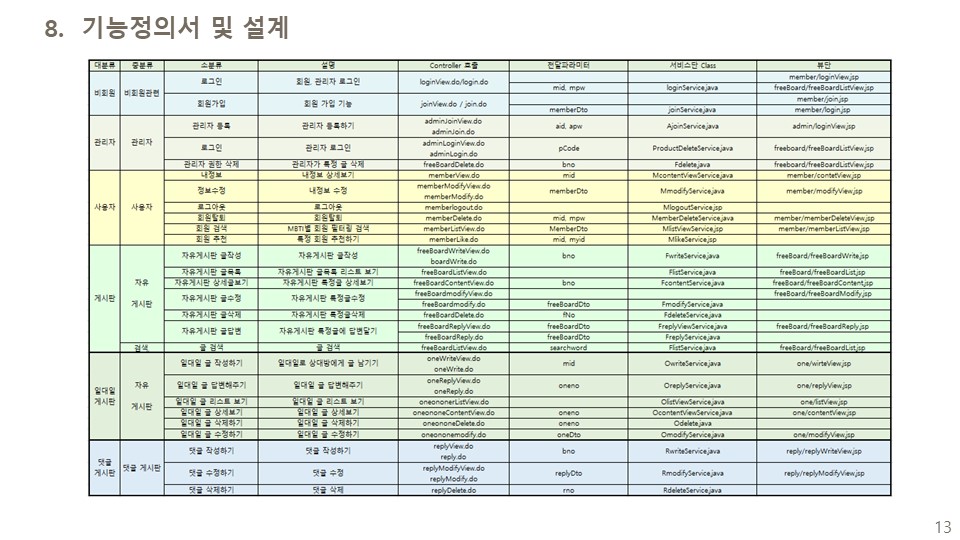 8. 기능정의서 및 설계
대분류 중분류 소분류 설명 Controller 호출 전달파라미터 서비스단 Class 뷰단
비회원 비회원관련 로그인 회원, 관리자 로그인 loginView.do/login.do member/loginView.jsp
mid, mpw loginService.java freeBoard/freeBoardListView.jsp
회원가입 회원 가입 기능 joinView.do / join.do member/join.jsp
memberDto joinService.java member/login.jsp
관리자 관리자 관리자 등록 관리자 등록하기 adminJoinView.do
adminJoin.do aid, apw AjoinService.java admin/loginView.jsp
로그인 관리자 로그인 adminLoginView.do
adminLogin.do pCode ProductDeleteService.java freeboard/freeBoardListView.jsp
관리자 권한 삭제 관리자가 특정 글 삭제 freeBoardDelete.do bno Fdelete.java freeboard/freeBoardListView.jsp
사용자 사용자 내정보 내정보 상세보기 memberView.do mid McontentViewService.java member/contetView.jsp
정보수정 내정보 수정 memberModifyView.do
memberModify.do memberDto MmodifyService.java member/modifyView.jsp
로그아웃 로그아웃 memberlogout.do MlogoutService.jsp
회원탈퇴 회원탈퇴 memberDelete.do mid, mpw MemberDeleteService.java member/memberDeleteView.jsp
회원 검색 MBTI별 회원 필터링 검색 memberListView.do MemberDto MlistViewService.jsp member/memberListView.jsp
회원 추천 특정 회원 추천하기 memberLike.do mid, myid MlikeService.jsp
게시판 자유
게시판 자유게시판 글작성 자유게시판 글작성 freeBoardWriteView.do
boardWrite.do bno FwriteService.java freeBoard/freeBoardWrite.jsp
자유게시판 글목록 자유게시판 글목록 리스트 보기 freeBoardListView.do FlistService.java freeBoard/freeBoardList.jsp
자유게시판 상세글보기 자유게시판 특정글 상세보기 freeBoardContentView.do bno FcontentService.java freeBoard/freeBoardContent.jsp
자유게시판 글수정 자유게시판 특정글수정 freeBoardmodifyView.do freeBoard/freeBoardModify.jsp
freeBoardmodify.do freeBoardDto FmodifyService.java
자유게시판 글삭제 자유게시판 특정글삭제 freeBoardDelete.do fNo FdeleteService.java
자유게시판 글답변 자유게시판 특정글에 답변달기 freeBoardReplyView.do freeBoardDto FreplyViewService.java freeBoard/freeBoardReply.jsp
freeBoardReply.do freeBoardDto FreplyService.java
검색, 글 검색 글 검색 freeBoardListView.do searchword FlistService.java freeBoard/freeBoardList.jsp
일대일
게시판 자유
게시판 일대일 글 작성하기 일대일로 상대방에게 글 남기기 oneWriteView.do
oneWrite.do mid OwriteService.java one/wirteView.jsp
일대일 글 답변해주기 일대일 글 답변해주기 oneReplyView.do
oneReply.do oneno OreplyService.java one/replyView.jsp
일대일 글 리스트 보기 일대일 글 리스트 보기 oneononerListView.do OlistViewService.java one/listView.jsp
일대일 글 상세보기 일대일 글 상세보기 oneononeContentView.do oneno OcontentViewService.java one/contentView.jsp
일대일 글 삭제하기 일대일 글 삭제하기 oneononeDelete.do oneno Odelete.java
일대일 글 수정하기 일대일 글 수정하기 oneononemodify.do oneDto OmodifyService.java one/modifyView.jsp
댓글
게시판 댓글 게시판 댓글 작성하기 댓글 작성하기 replyView.do
reply.do bno RwriteService.java reply/replyWriteView.jsp
댓글 수정하기 댓글 수정 replyModifyView.do
replyModify.do replyDto RmodifyService.java reply/replyModifyView.jsp
댓글 삭제하기 댓글 삭제 replyDelete.do rno RdeleteService.java
13